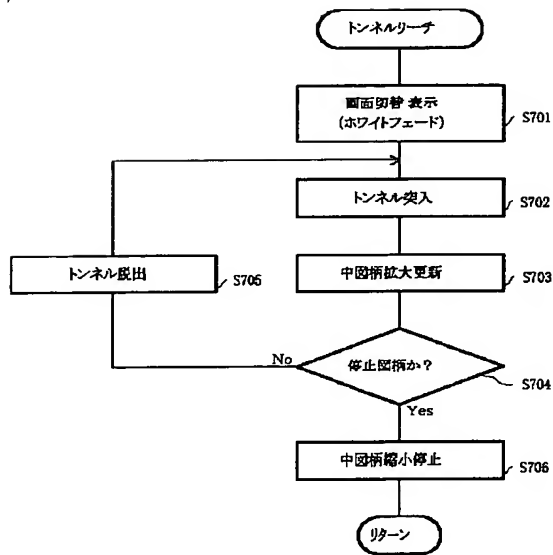 トンネルリーチ
画面切替 表示
(ホワイトフェード)
S701
トンネル突入
S702
トンネル脱出
S705
中図柄拡大更新
S703
No
停止図柄か?
S704
Yes
中図柄縮小停止
S706
リターン